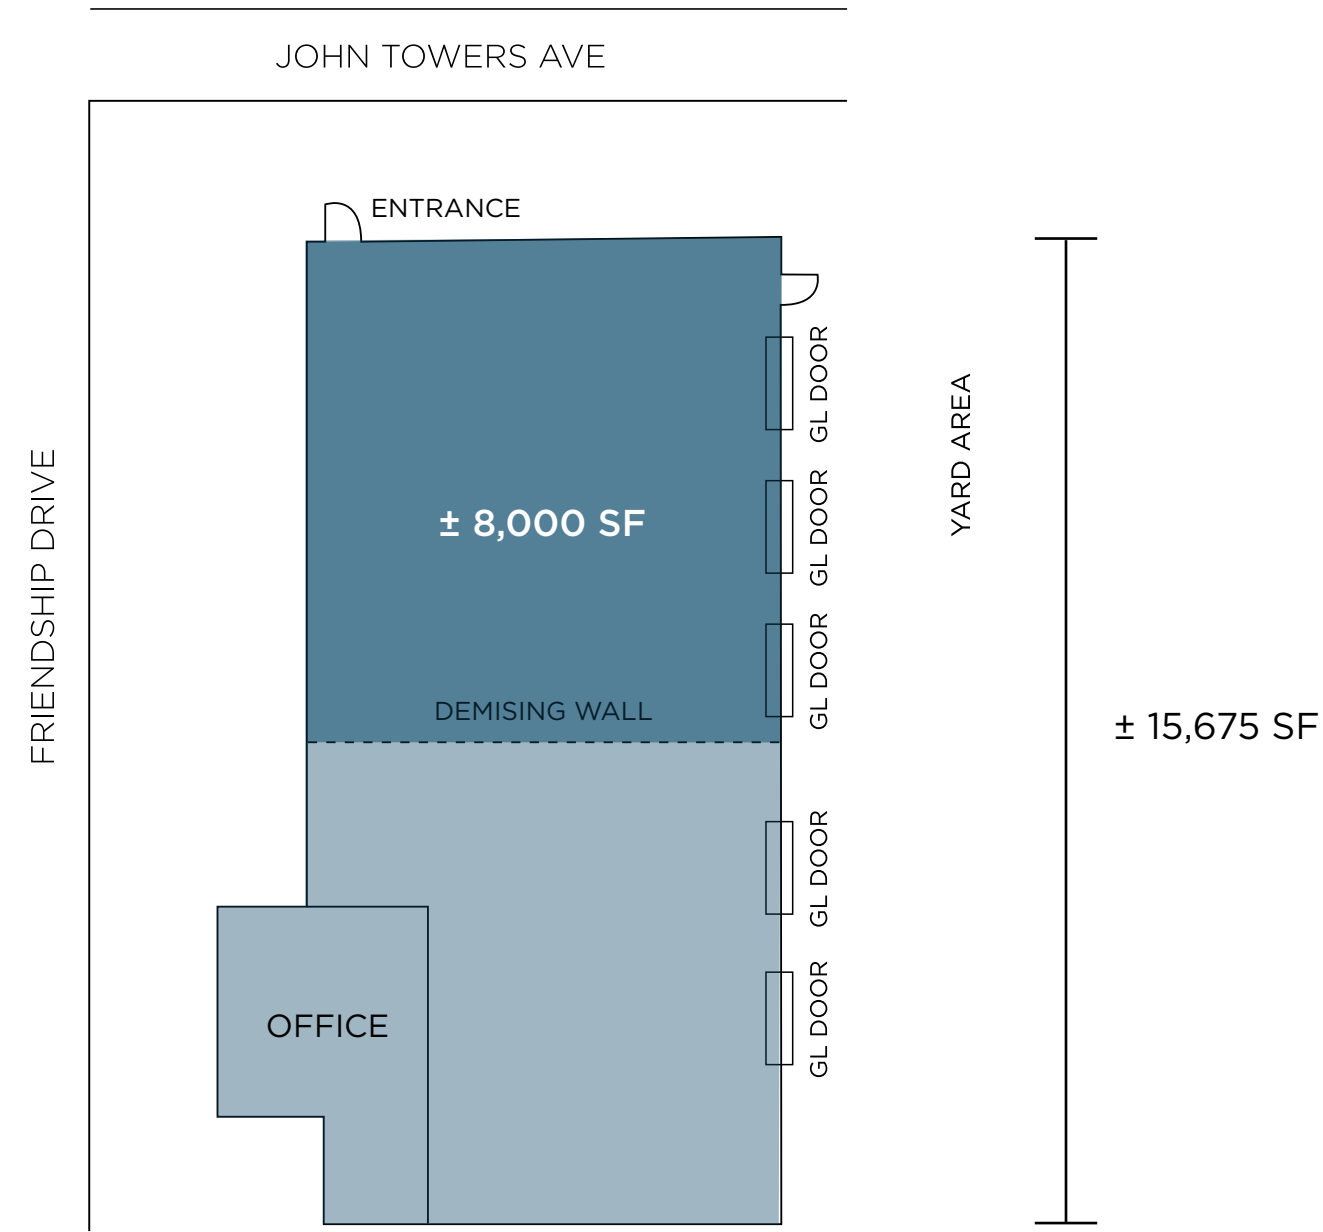 JOHN TOWERS AVE
ENTRANCE
GL DOOR
YARD AREA
FRIENDSHIP DRIVE
± 8,000 SF
GL DOOR
GL DOOR
DEMISING WALL
± 15,675 SF
GL DOOR
OFFICE
GL DOOR